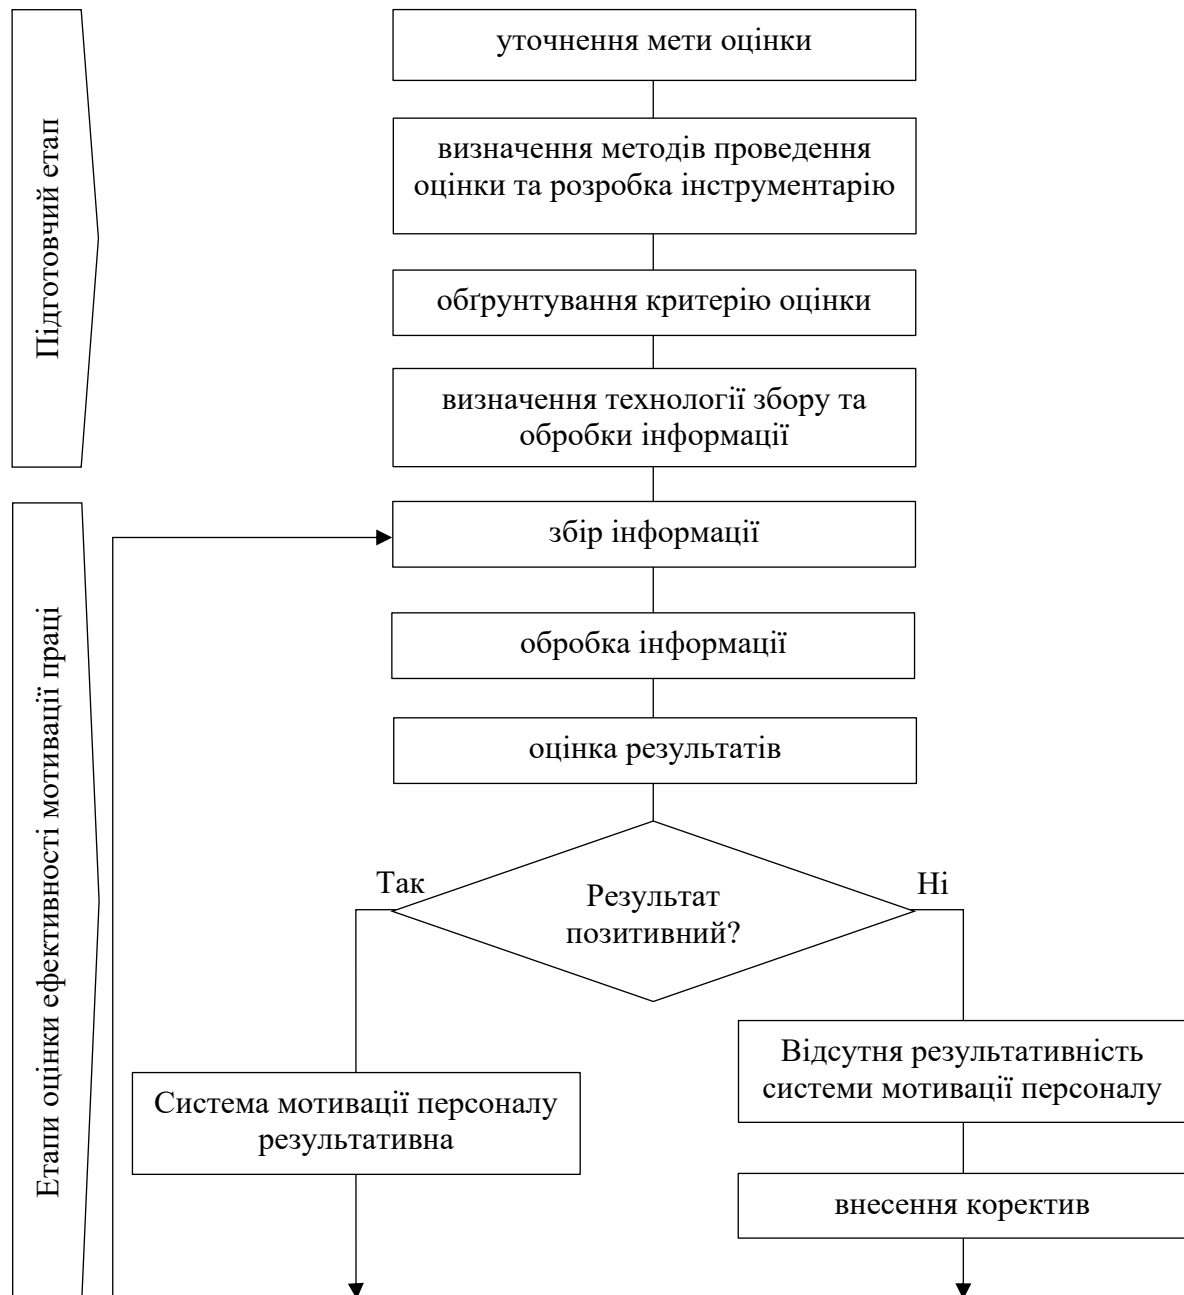 Підготовчий етап
уточнення мети оцінки
визначення методів проведення
оцінки та розробка інструментарію
обґрунтування критерію оцінки
визначення технології збору та
обробки інформації
Етапи оцінки ефективності мотивації праці
збір інформації
обробка інформації
оцінка результатів
Так
Результат
позитивний?
Ні
Система мотивації персоналу
результативна
Відсутня результативність
системи мотивації персоналу
внесення коректив